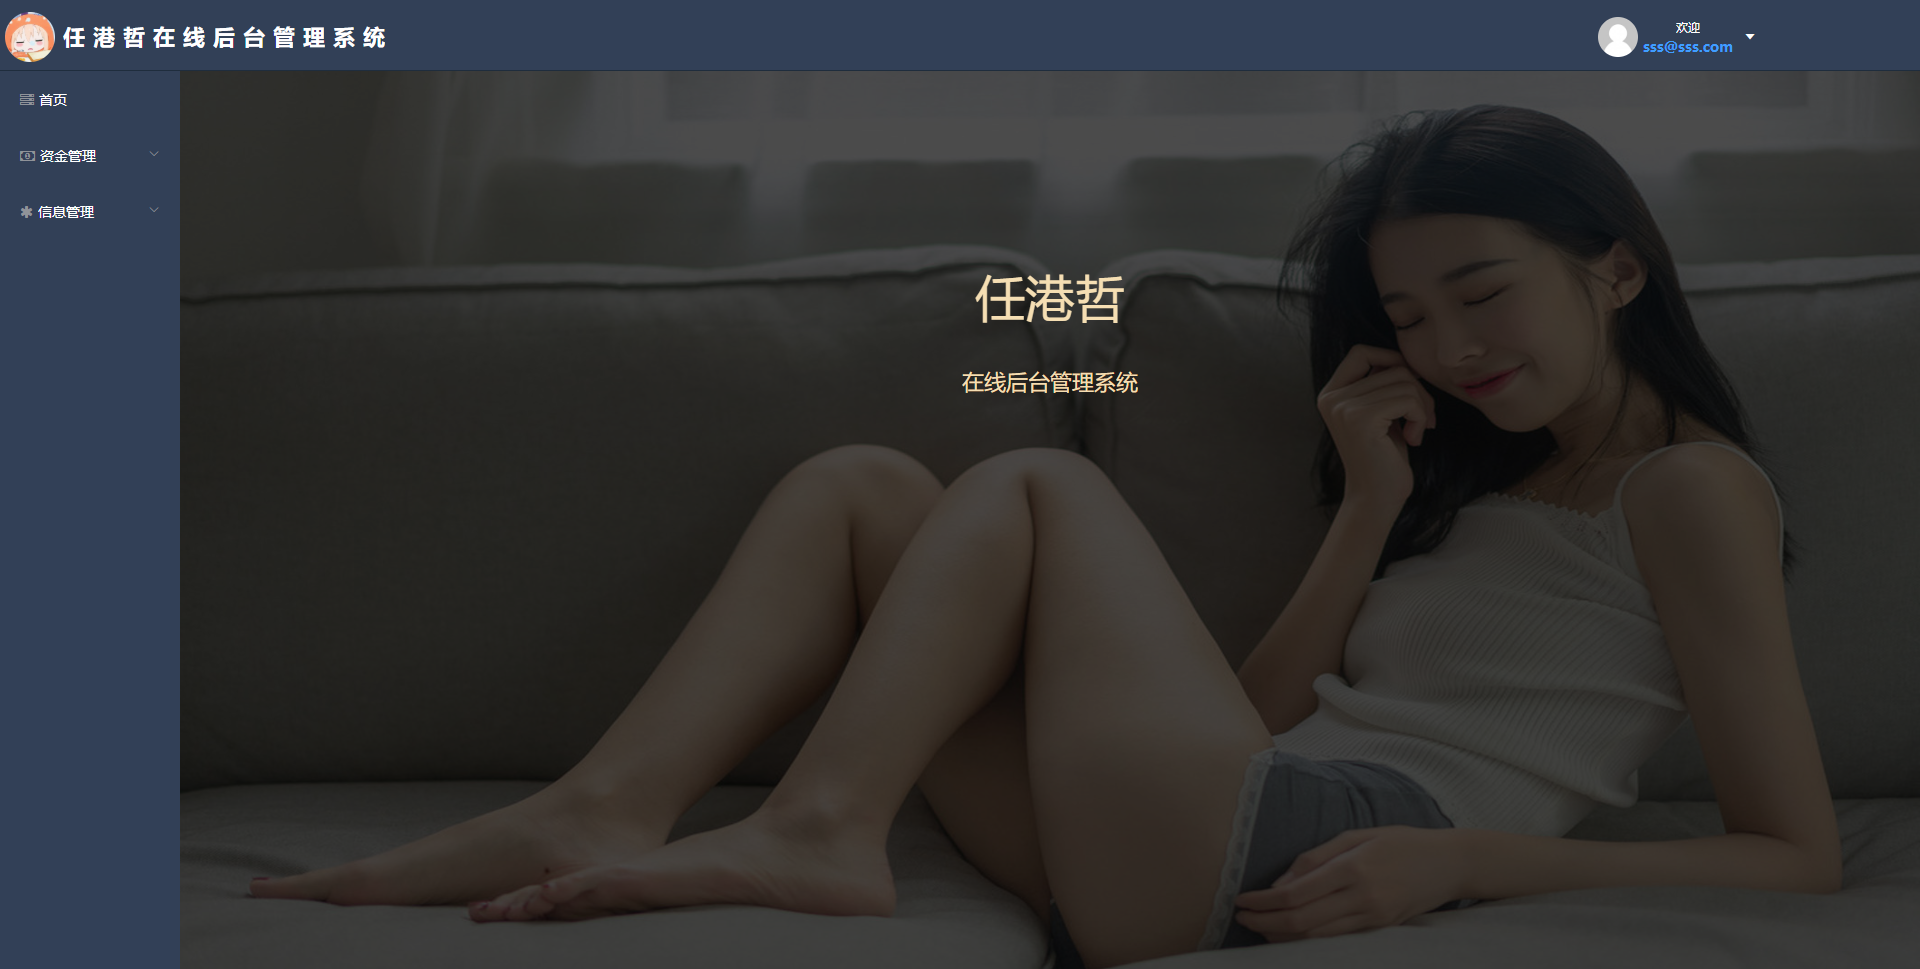 任港哲在线后台管理系统
欢迎
sss@sss.com
首页
资金管理
信息管理
任港哲
在线后台管理系统